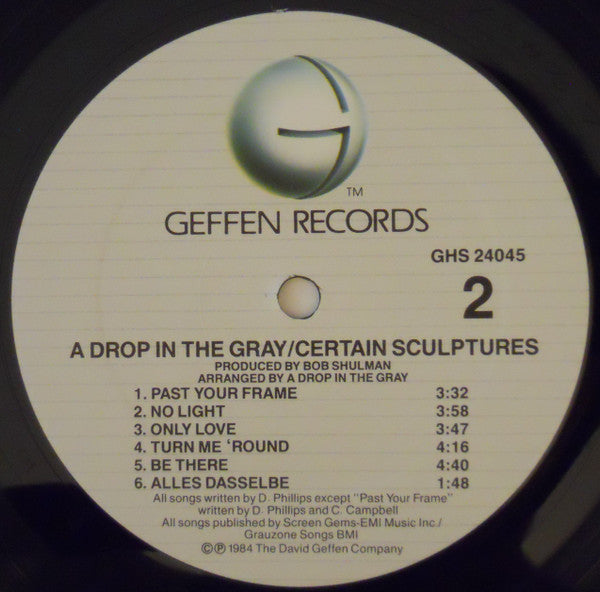 G
TM
GEFFEN RECORDS
GHS 24045
2
A DROP IN THE GRAY/CERTAIN SCULPTURES
PRODUCED BY BOB SHULMAN
ARRANGED BY A DROP IN THE GRAY
1. PAST YOUR FRAME 3:32
2. NO LIGHT 3:58
3. ONLY LOVE 3:47
4. TURN ME ‘ROUND 4:16
5. BE THERE 4:40
6. ALLES DASSELBE 1:48
All songs written by D. Phillips except "Past Your Frame"
written by D. Phillips and C. Campbell
All songs published by Screen Gems-EMI Music Inc./
Grauzone Songs BMI
©℗ 1984 The David Geffen Company